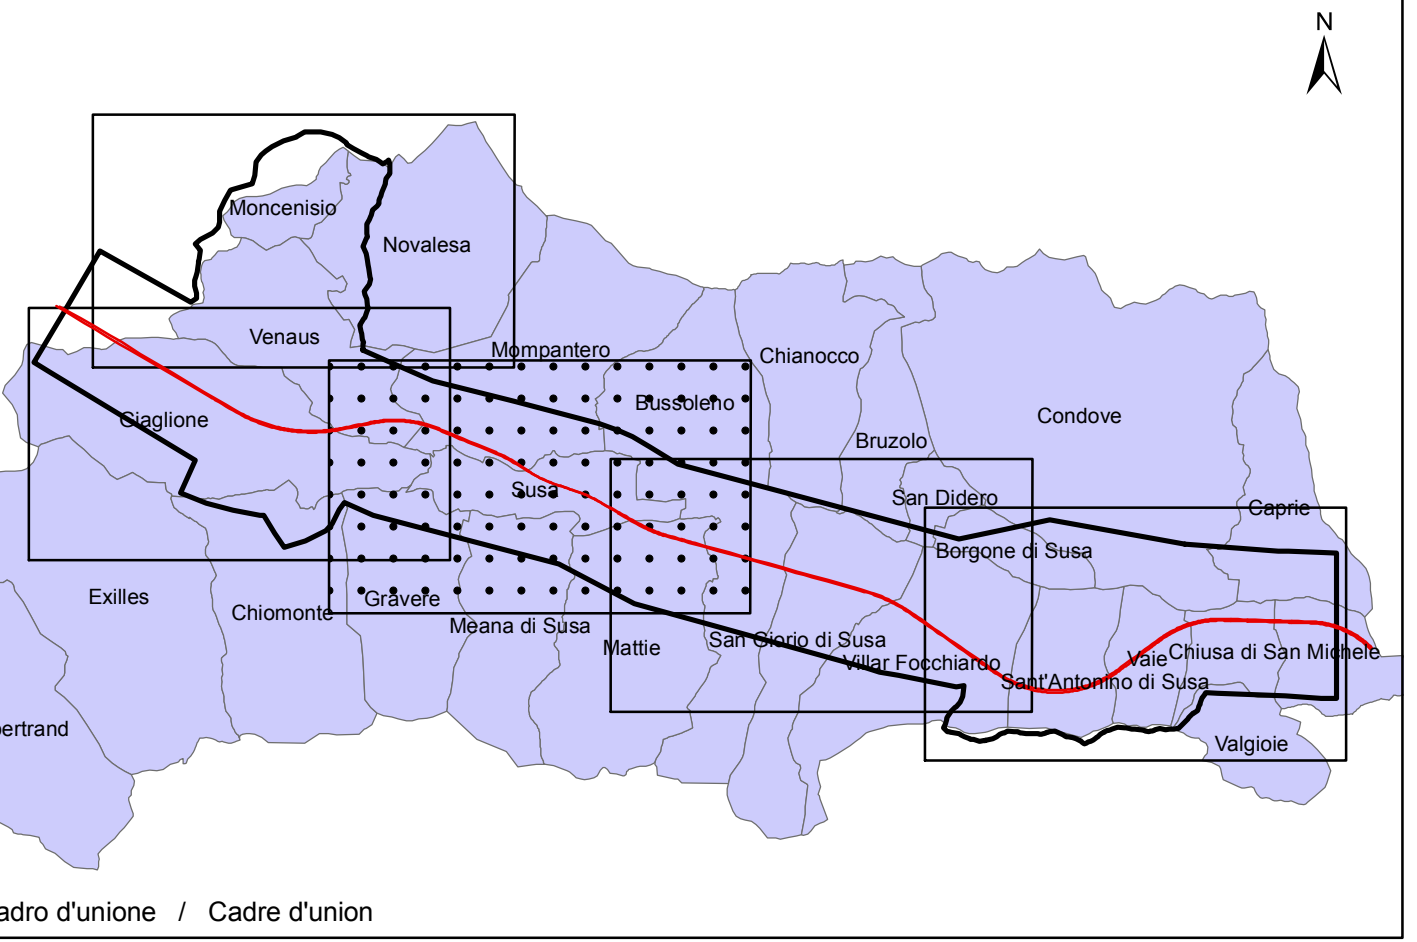 N
Moncenisio
Novalesa
Venaus
Mompantero
Chianocco
Bussoleno
Giaglione
Condove
Bruzolo
Susa
San Didero
Caprie
Borgone di Susa
Exilles
Chiomonte
Gravere
Meana di Susa
Mattie
San Giorio di Susa
Villar Focchiardo
Vaie
Chiusa di San Michele
Sant'Antonino di Susa
ertrand
Valgioie
adro d'unione / Cadre d'union